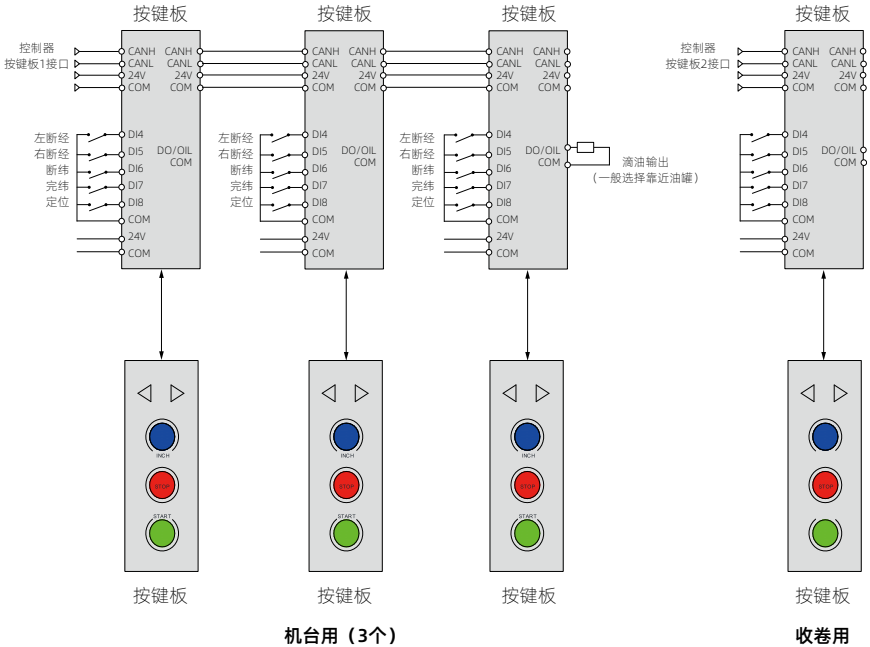 按键板
按键板
按键板
按键板
控制器
按键板1接口
CANH CANH
CANL CANL
24V 24V
COM COM
左断经
右断经
断纬
完纬
定位
DI4
DI5
DI6
DI7
DI8
COM
24V
COM
DO/OIL
COM
CANH CANH
CANL CANL
24V 24V
COM COM
左断经
右断经
断纬
完纬
定位
DI4
DI5
DI6
DI7
DI8
COM
24V
COM
DO/OIL
COM
CANH CANH
CANL CANL
24V 24V
COM COM
左断经
右断经
断纬
完纬
定位
DI4
DI5
DI6
DI7
DI8
COM
24V
COM
DO/OIL
COM
滴油输出
（一般选择靠近油罐）
控制器
按键板2接口
CANH CANH
CANL CANL
24V 24V
COM COM
DI4
DI5
DI6
DI7
DI8
COM
24V
COM
DO/OIL
COM
INCH
STOP
START
INCH
STOP
START
INCH
STOP
START
STOP
按键板
按键板
按键板
按键板
机台用（3个）
收卷用